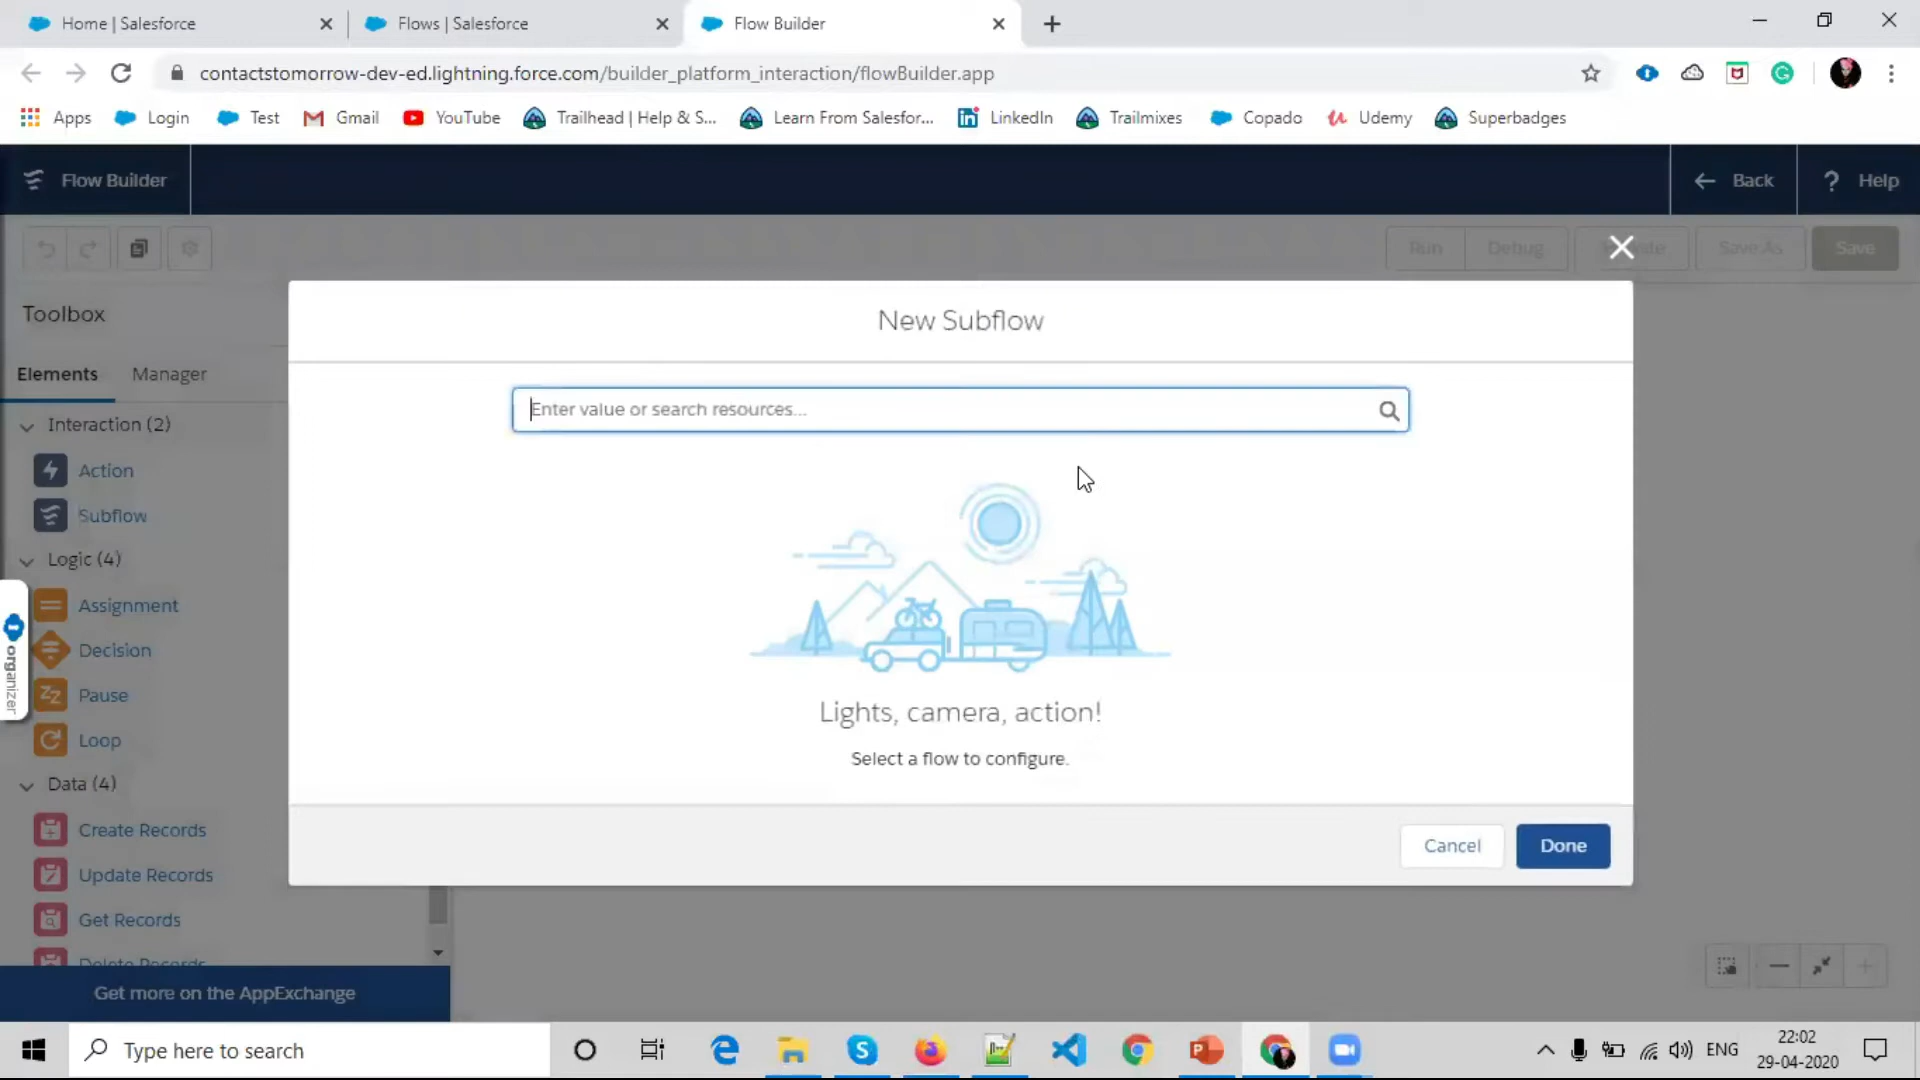 Home | Salesforce
Flows | Salesforce
Flow Builder
contactstomorrow-dev-ed.lightning.force.com/builder_platform_interaction/flowBuilder.app
Apps
Login
Test
Gmail
YouTube
Trailhead | Help & S...
Learn From Salesfor...
LinkedIn
Trailmixes
Copado
Udemy
Superbadges
Flow Builder
Back
? Help
Run
Debug
Save As
Save
Toolbox
New Subflow
Elements
Manager
Enter value or search resources...
Interaction (2)
Action
Subflow
Logic (4)
Assignment
Decision
Pause
Loop
organizer
Lights, camera, action!
Select a flow to configure.
Data (4)
Create Records
Update Records
Get Records
Delete Records
Cancel
Done
Get more on the AppExchange
Type here to search
ENG
22:02
29-04-2020